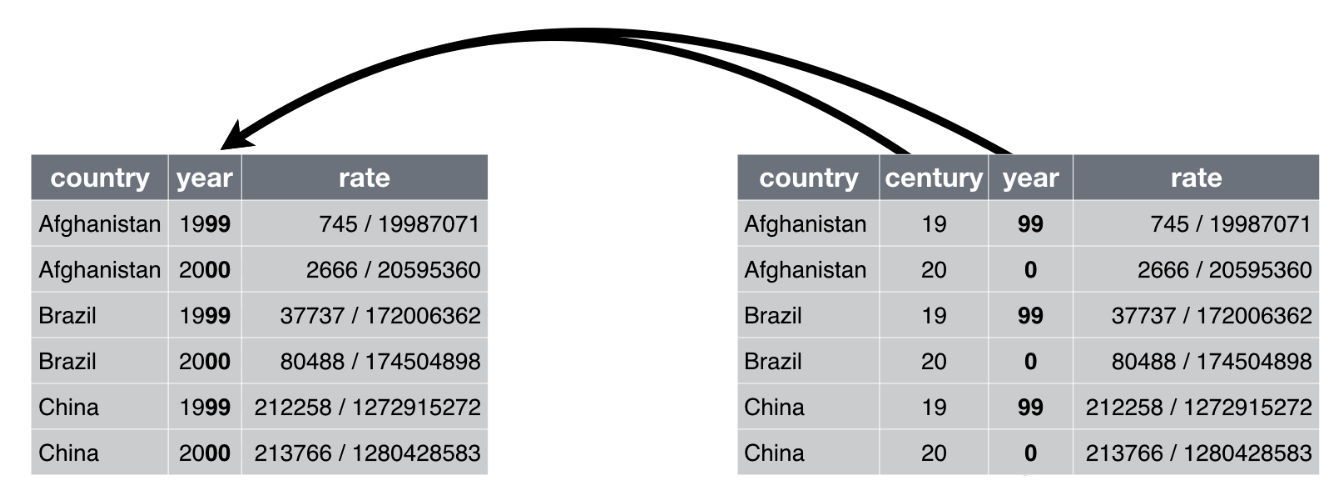 country year rate
Afghanistan 1999 745 / 19987071
Afghanistan 2000 2666 / 20595360
Brazil 1999 37737 / 172006362
Brazil 2000 80488 / 174504898
China 1999 212258 / 1272915272
China 2000 213766 / 1280428583
country century year rate
Afghanistan 19 99 745 / 19987071
Afghanistan 20 0 2666 / 20595360
Brazil 19 99 37737 / 172006362
Brazil 20 0 80488 / 174504898
China 19 99 212258 / 1272915272
China 20 0 213766 / 1280428583